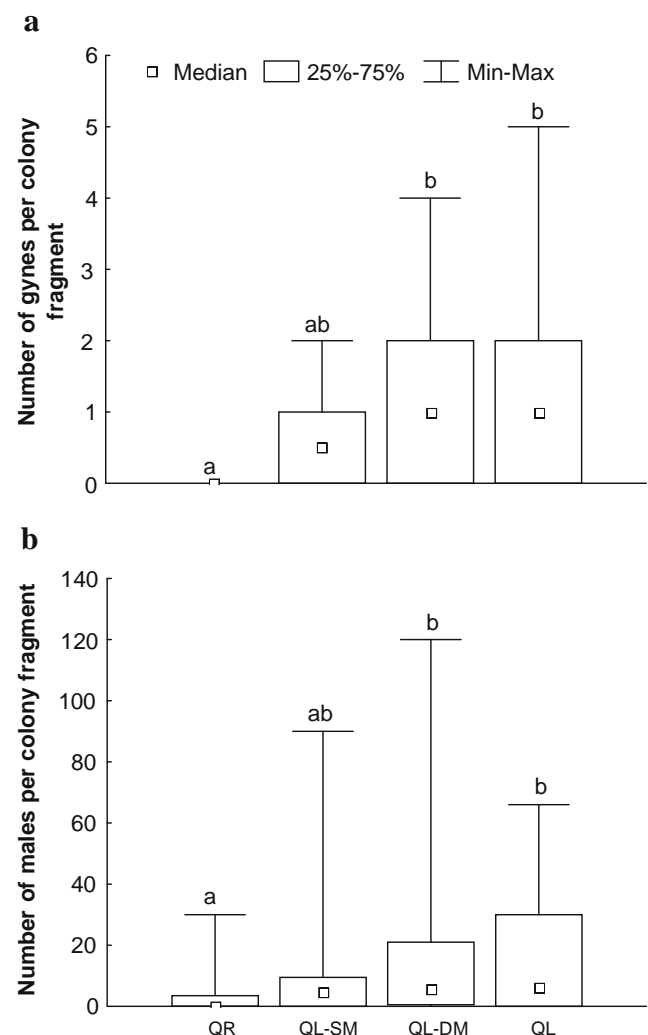 a
Number of gynes per colony
fragment
6
5
4
3
2
1
0
Median 25%-75% Min-Max
a
ab
b
b
b
Number of males per colony fragment
140
120
100
80
60
40
20
0
a
ab
b
b
QR QL-SM QL-DM QL